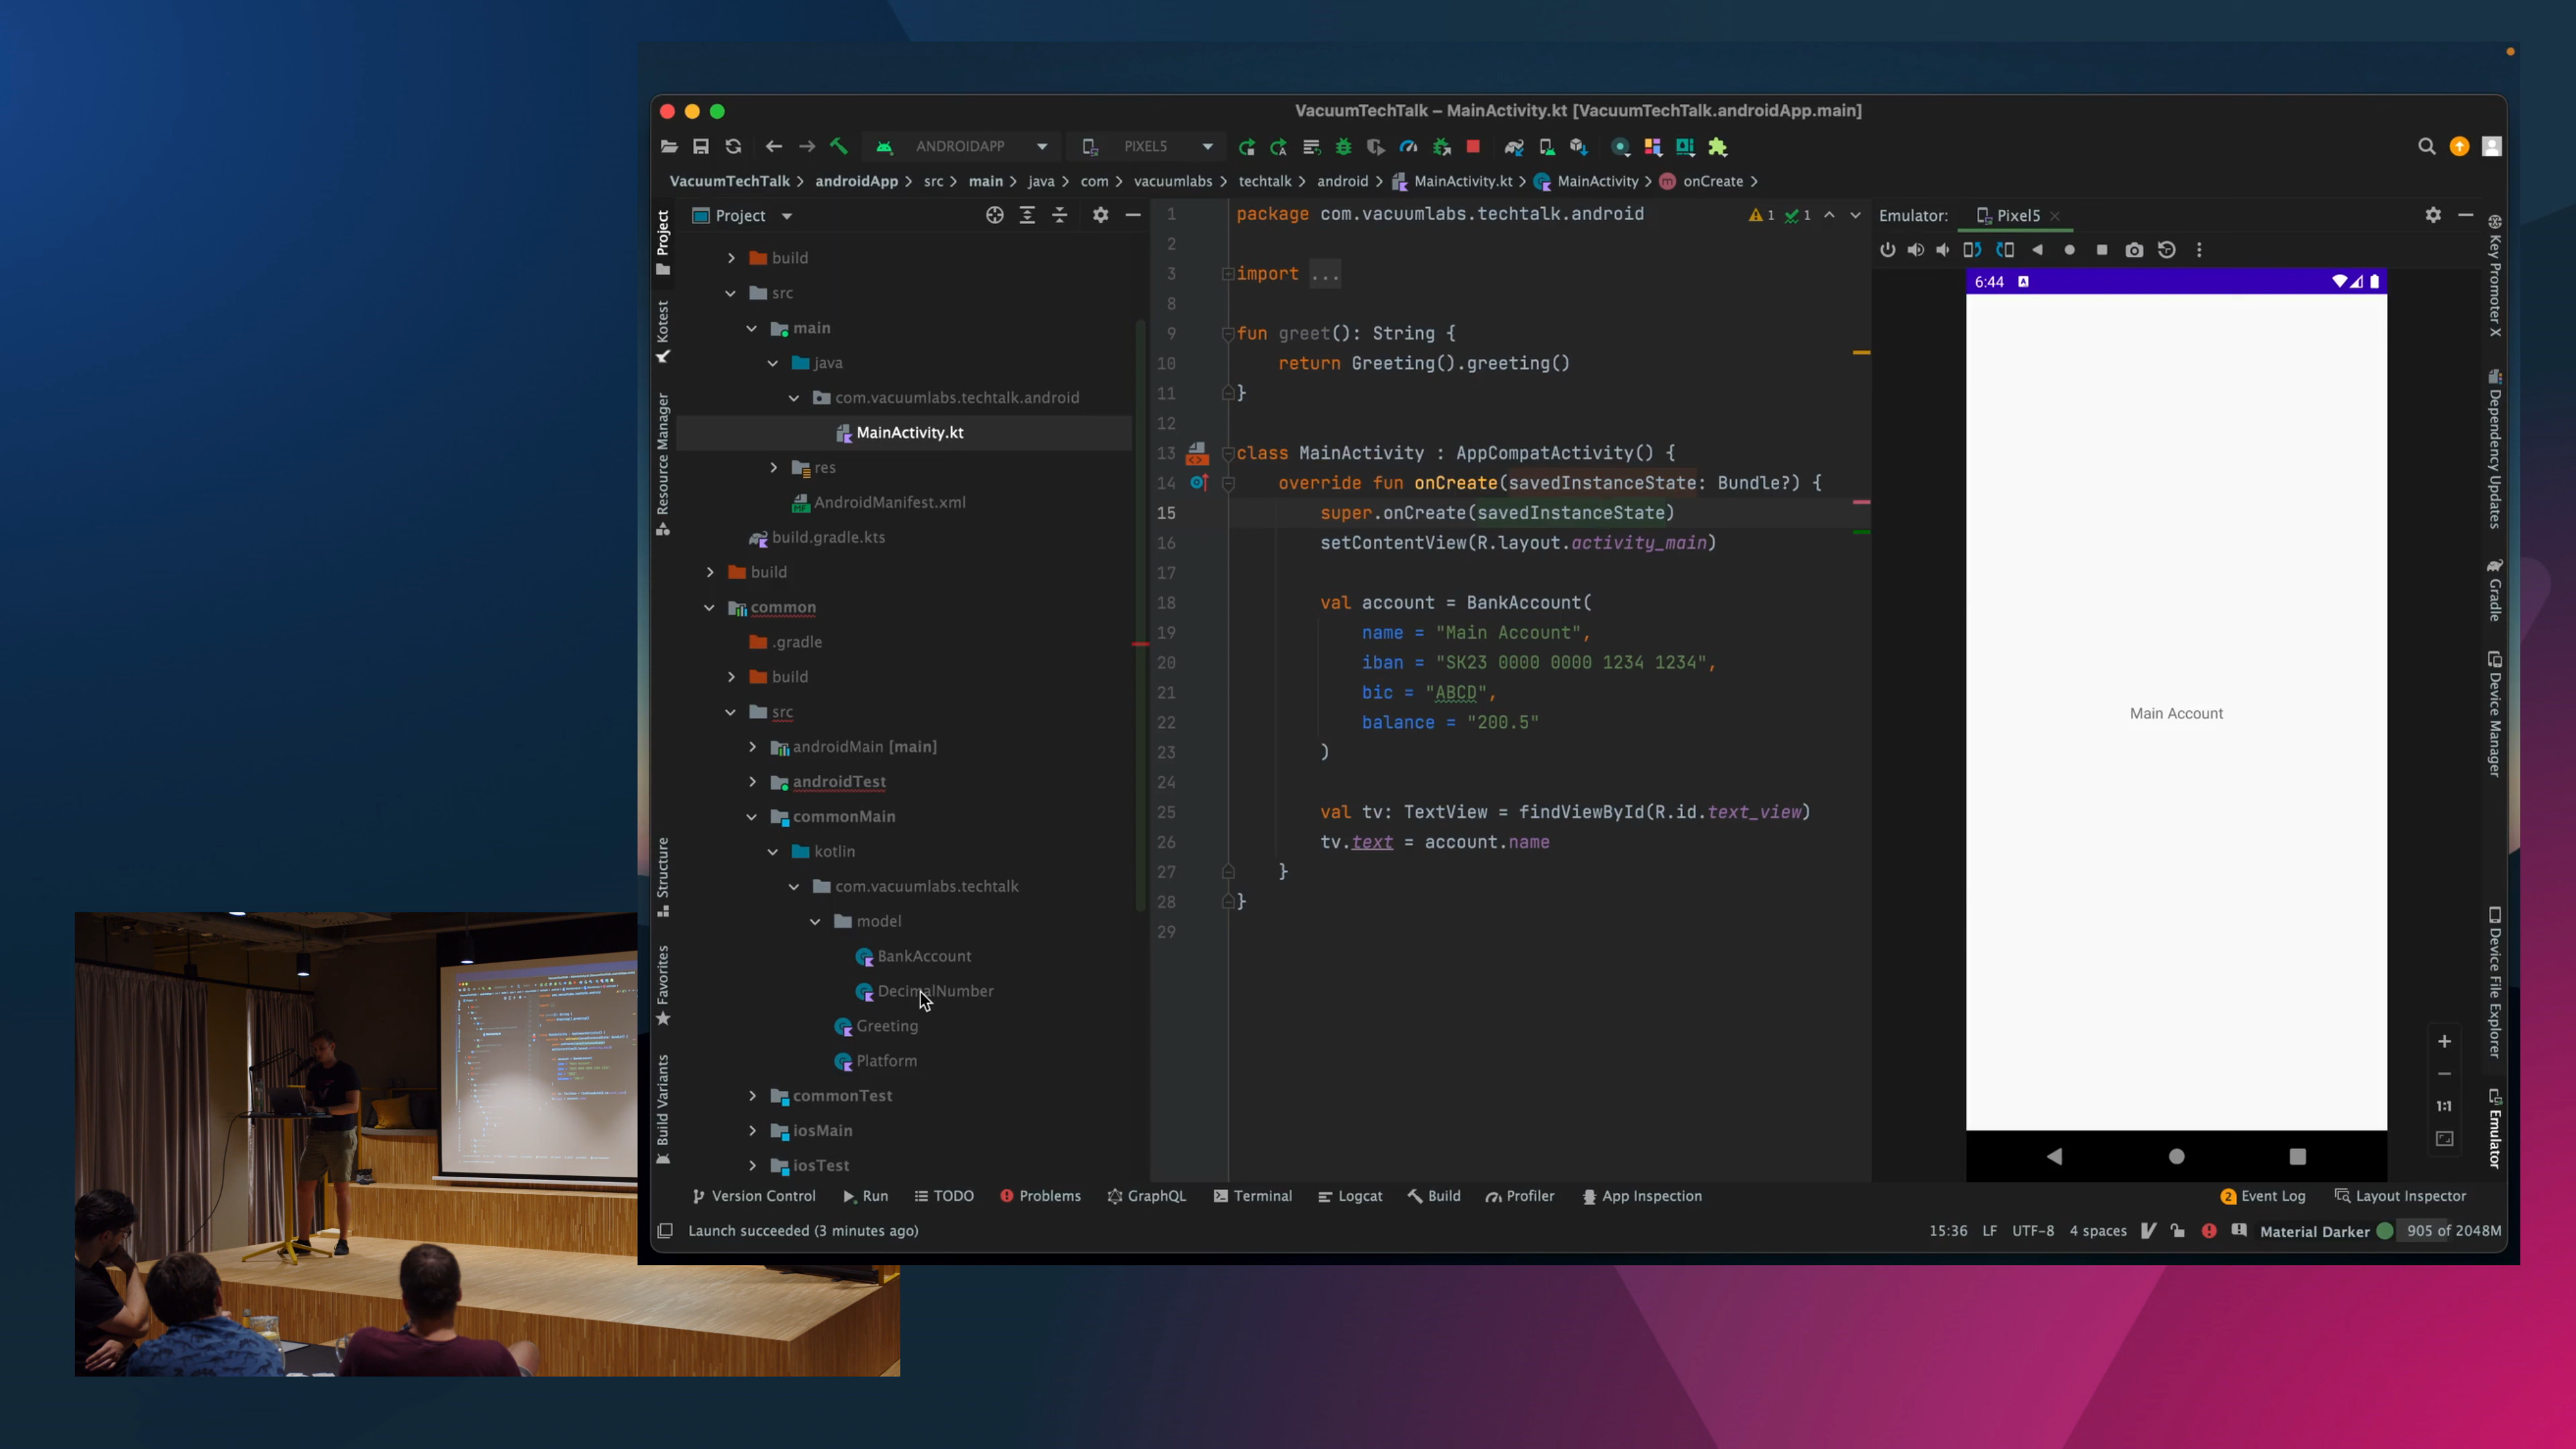 VacuumTechTalk – MainActivity.kt [VacuumTechTalk.androidApp.main]
ANDROIDAPP
PIXEL5
VacuumTechTalk > androidApp > src > main > java > com > vacuumlabs > techtalk > android > MainActivity.kt > MainActivity > onCreate >
Project
Kotest
Resource Manager
Structure
Favorites
Build Variants
Project
build
src
main
java
com.vacuumlabs.techtalk.android
MainActivity.kt
res
AndroidManifest.xml
build.gradle.kts
build
common
.gradle
build
src
androidMain [main]
androidTest
commonMain
kotlin
com.vacuumlabs.techtalk
model
BankAccount
DecimalNumber
Greeting
Platform
commonTest
iosMain
iosTest
1 package com.vacuumlabs.techtalk.android
1 1
2
3 import ...
8
9 fun greet(): String {
10 return Greeting().greeting()
11 }
12
13 class MainActivity : AppCompatActivity() {
14 override fun onCreate(savedInstanceState: Bundle?) {
15 super.onCreate(savedInstanceState)
16 setContentView(R.layout.activity_main)
17
18 val account = BankAccount(
19 name = "Main Account",
20 iban = "SK23 0000 0000 1234 1234",
21 bic = "ABCD",
22 balance = "200.5"
23 )
24
25 val tv: TextView = findViewById(R.id.text_view)
26 tv.text = account.name
27 }
28 }
29
Emulator: Pixel5
6:44
Main Account
1:1
Key Promoter X
Dependency Updates
Gradle
Device Manager
Device File Explorer
Emulator
Version Control Run TODO Problems GraphQL Terminal Logcat Build Profiler App Inspection
2 Event Log Layout Inspector
Launch succeeded (3 minutes ago)
15:36 LF UTF-8 4 spaces Material Darker 905 of 2048M